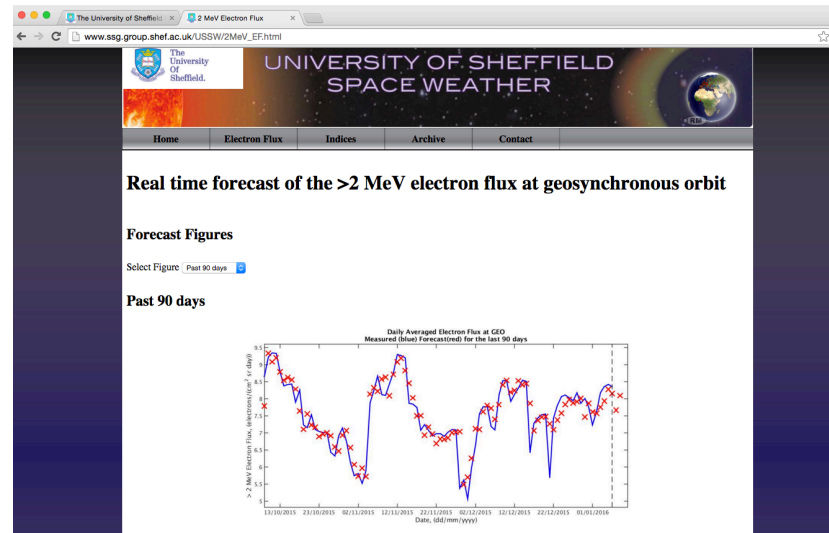 The University of Sheffield
2 MeV Electron Flux
www.ssg.group.shef.ac.uk/USSW/2MeV_EF.html
The
University
Of
Sheffield.
UNIVERSITY OF SHEFFIELD
SPACE WEATHER
RM
Home Electron Flux Indices Archive Contact
Real time forecast of the >2 MeV electron flux at geosynchronous orbit
Forecast Figures
Select Figure Past 90 days
Past 90 days
Daily Averaged Electron Flux at GEO
Measured (blue) Forecast(red) for the last 90 days
> 2 MeV Electron Flux, (electrons/(cm² sr day))
9.5
9
8.5
8
7.5
7
6.5
6
5.5
5
13/10/2015 23/10/2015 02/11/2015 12/11/2015 22/11/2015 02/12/2015 12/12/2015 22/12/2015 01/01/2016
Date, (dd/mm/yyyy)